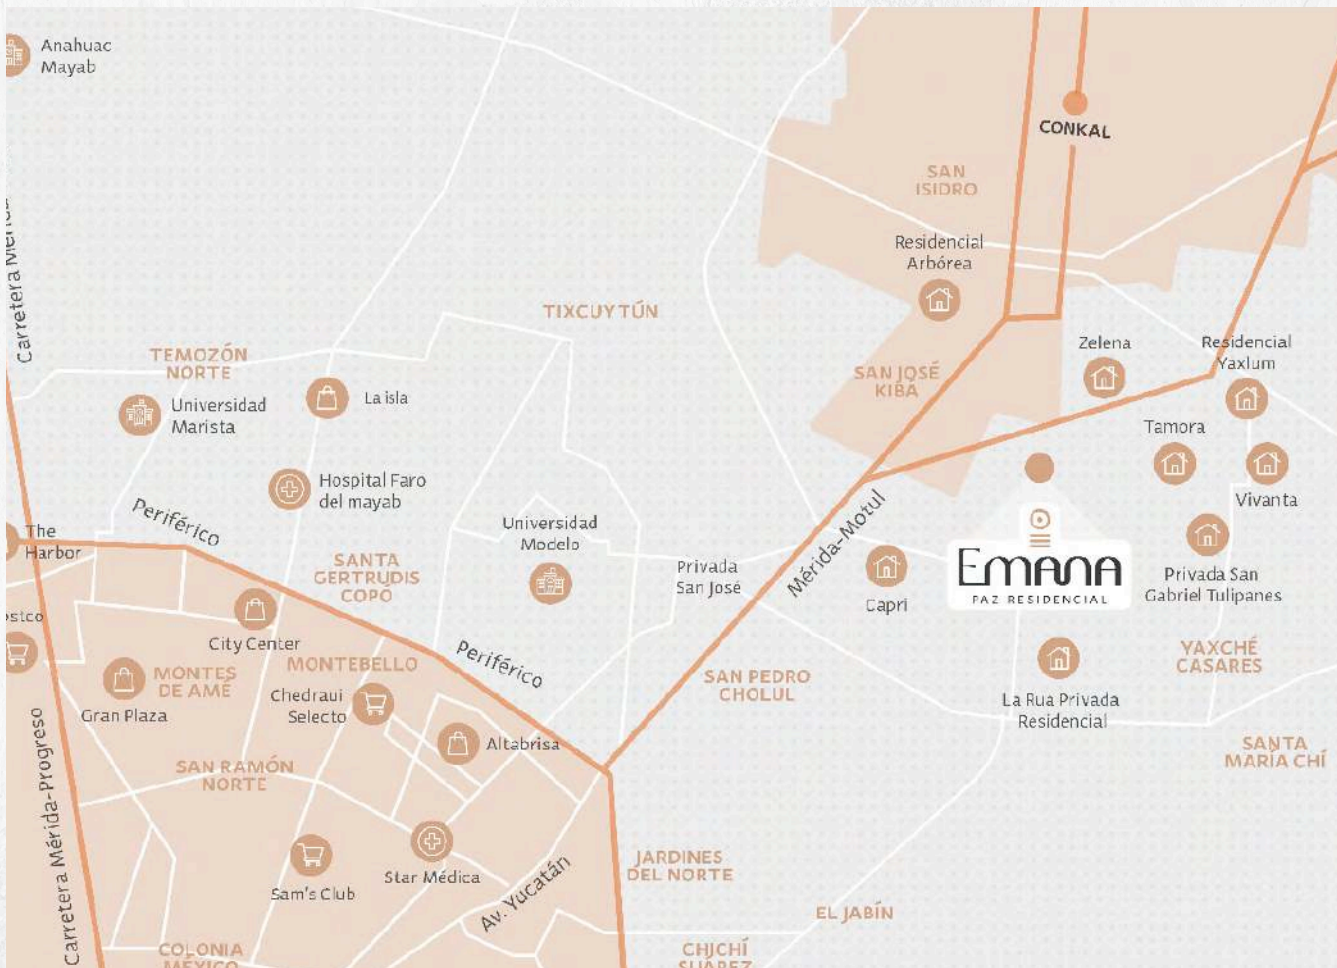 Anahuac
Mayab
CONKAL
SAN
ISIDRO
Residencial
Arbórea
TIXCUYTÚN
TEMOZÓN
NORTE
Universidad
Marista
La isla
SAN JOSÉ
KIBÁ
Zelena
Residencial
Yaxlum
Tamora
Vivanta
Hospital Faro
del mayab
Periférico
Universidad
Modelo
Mérida-Motul
The
Harbor
SANTA
GERTRUDIS
COPÓ
Privada
San José
Capri
EMANA
PAZ RESIDENCIAL
Privada San
Gabriel Tulipanes
City Center
MONTEBELLO
Periférico
SAN PEDRO
CHOLUL
YAXCHÉ
CASARES
MONTES
DE AMÉ
Gran Plaza
Chedraui
Selecto
Altabrisa
La Rua Privada
Residencial
SANTA
MARÍA CHÍ
SAN RAMÓN
NORTE
Carretera Mérida-Progreso
Sam's Club
Star Médica
Av. Yucatán
JARDINES
DEL NORTE
EL JABÍN
COLONIA
MÉXICO
CHICHÍ
SUÁREZ
Carretera